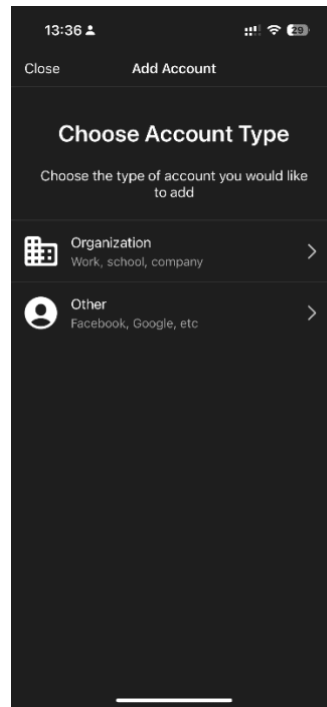 13:36
29
Close
Add Account
Choose Account Type
Choose the type of account you would like
to add
Organization
Work, school, company
Other
Facebook, Google, etc